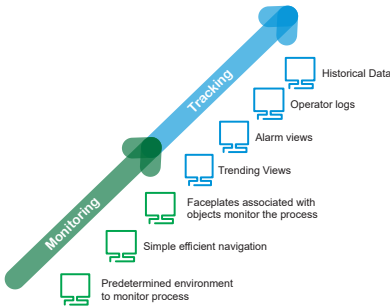 Historical Data
Operator logs
Alarm views
Trending Views
Faceplates associated with
objects monitor the process
Simple efficient navigation
Predetermined environment
to monitor process
Tracking
Monitoring